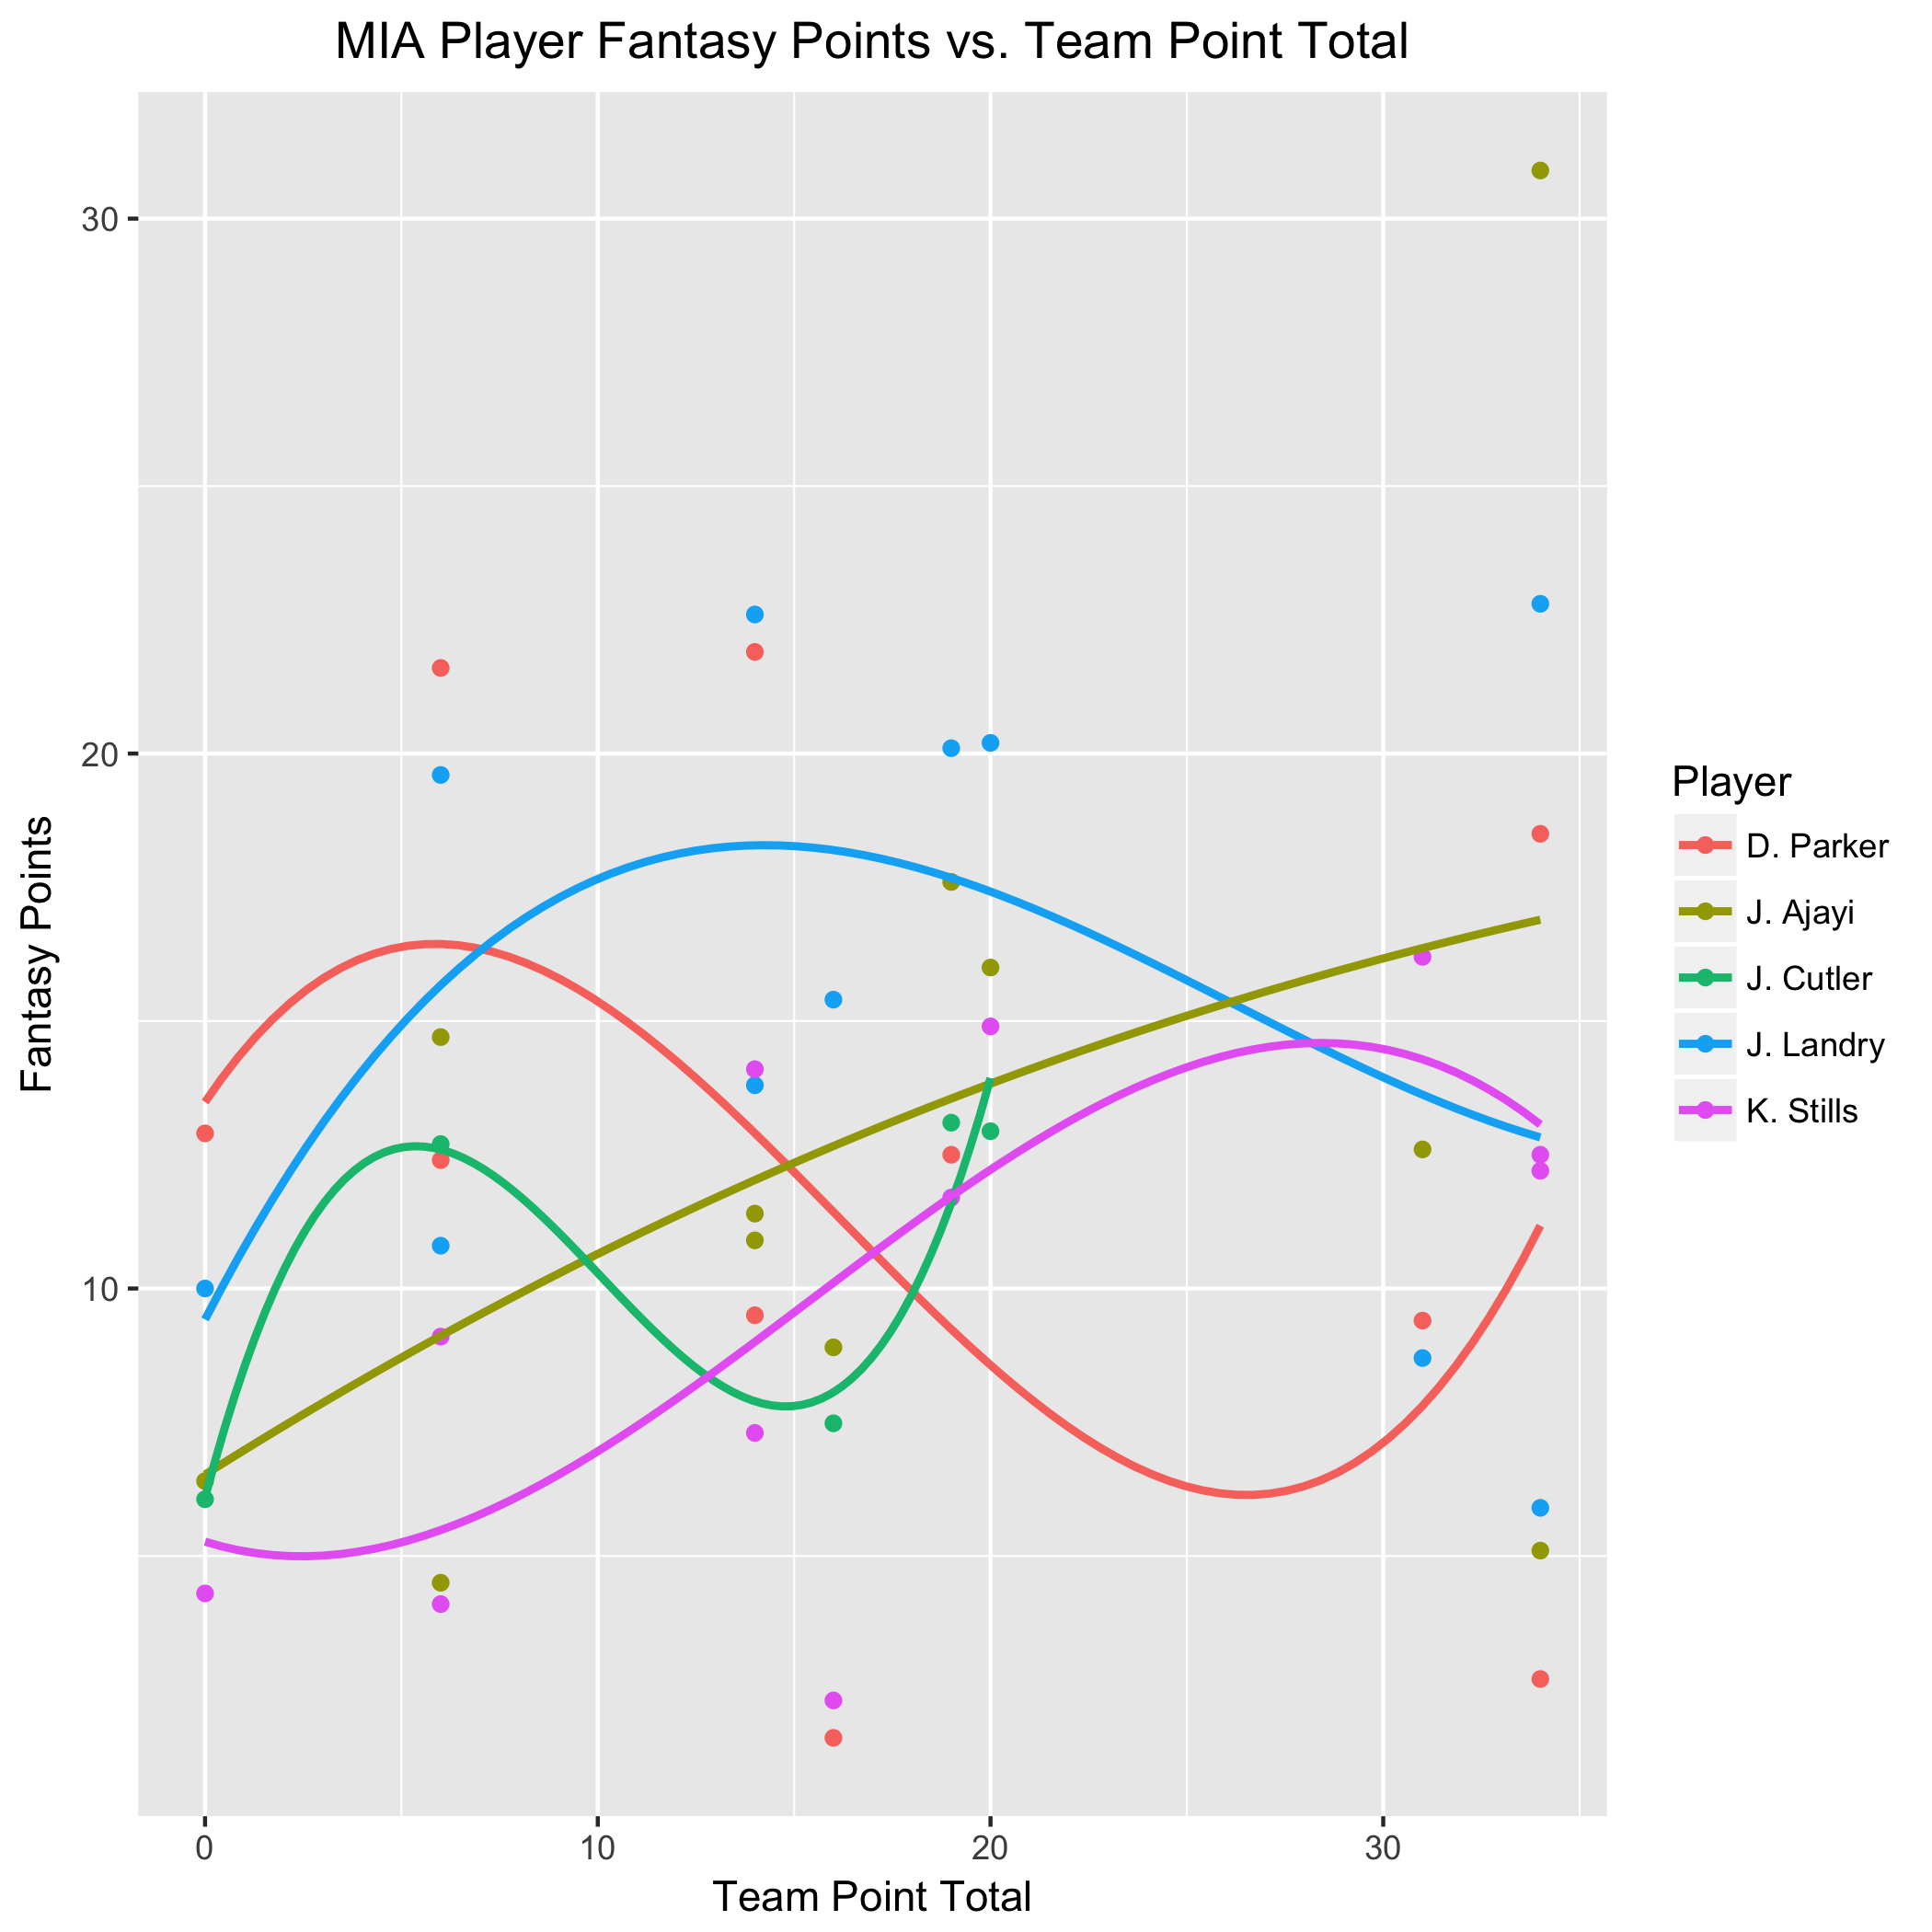 MIA Player Fantasy Points vs. Team Point Total
30
20
10
Fantasy Points
0
10
20
30
Team Point Total
Player
D. Parker
J. Ajayi
J. Cutler
J. Landry
K. Stills